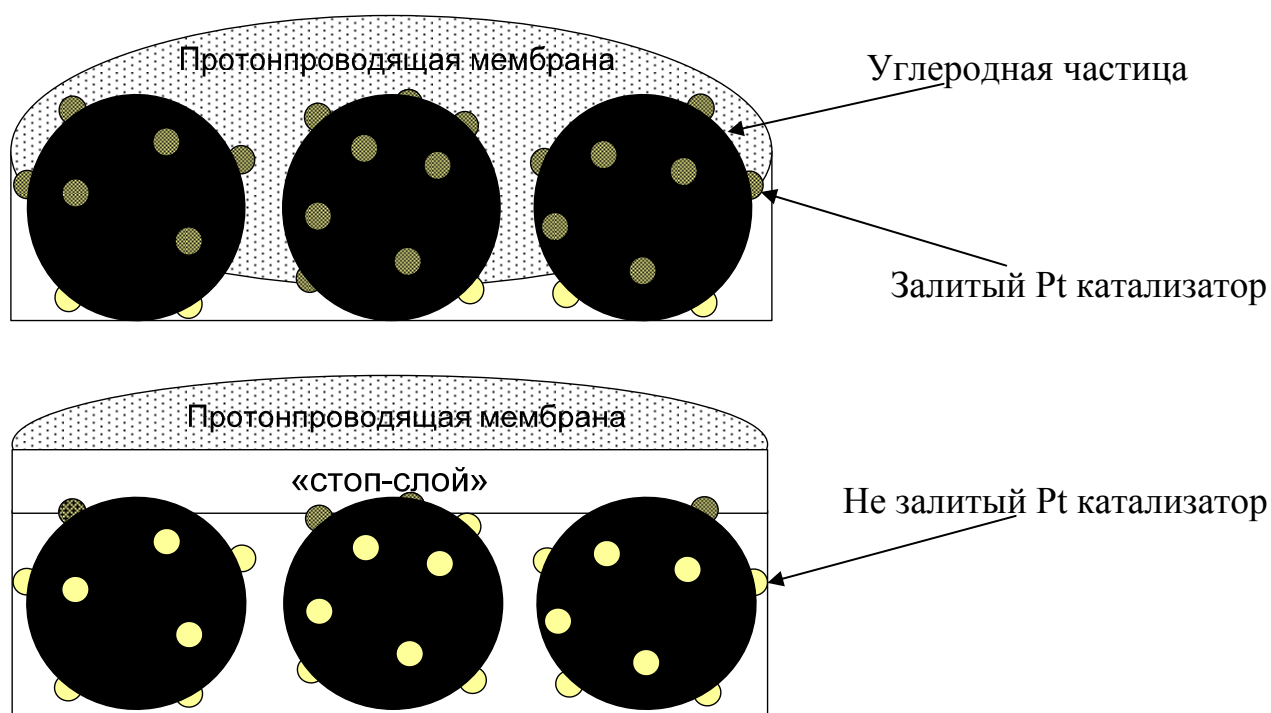 Протонпроводящая мембрана
Углеродная частица
Залитый Pt катализатор
Протонпроводящая мембрана
«стоп-слой»
Не залитый Pt катализатор